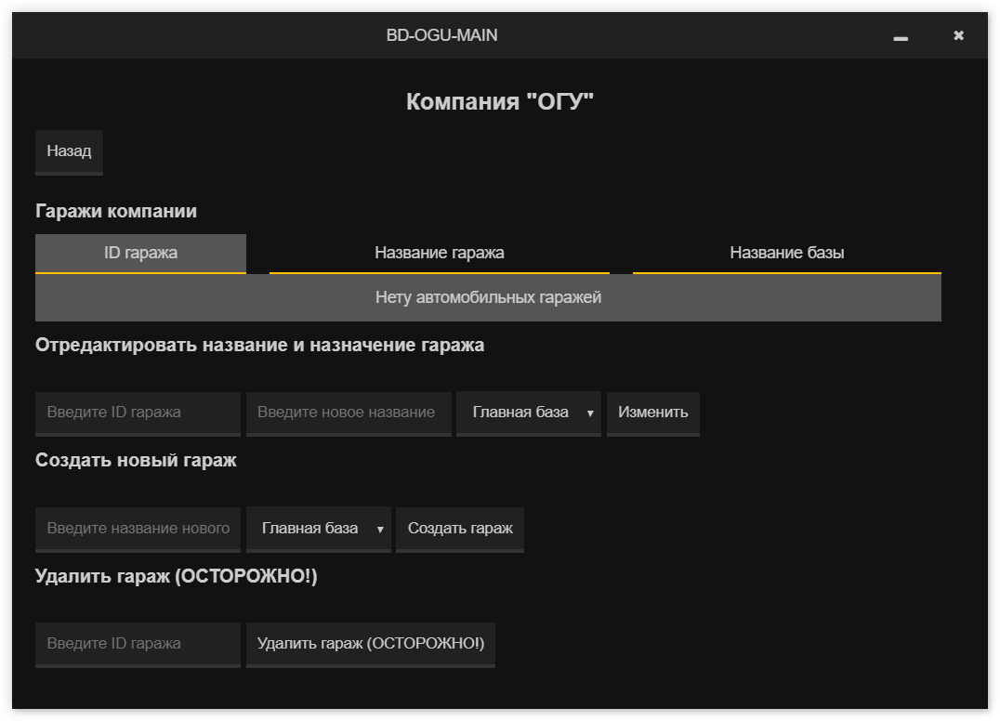 BD-OGU-MAIN
Компания "ОГУ"
Назад
Гаражи компании
ID гаража Название гаража Название базы
Нету автомобильных гаражей
Отредактировать название и назначение гаража
Введите ID гаража Введите новое название Главная база Изменить
Создать новый гараж
Введите название нового Главная база Создать гараж
Удалить гараж (ОСТОРОЖНО!)
Введите ID гаража Удалить гараж (ОСТОРОЖНО!)